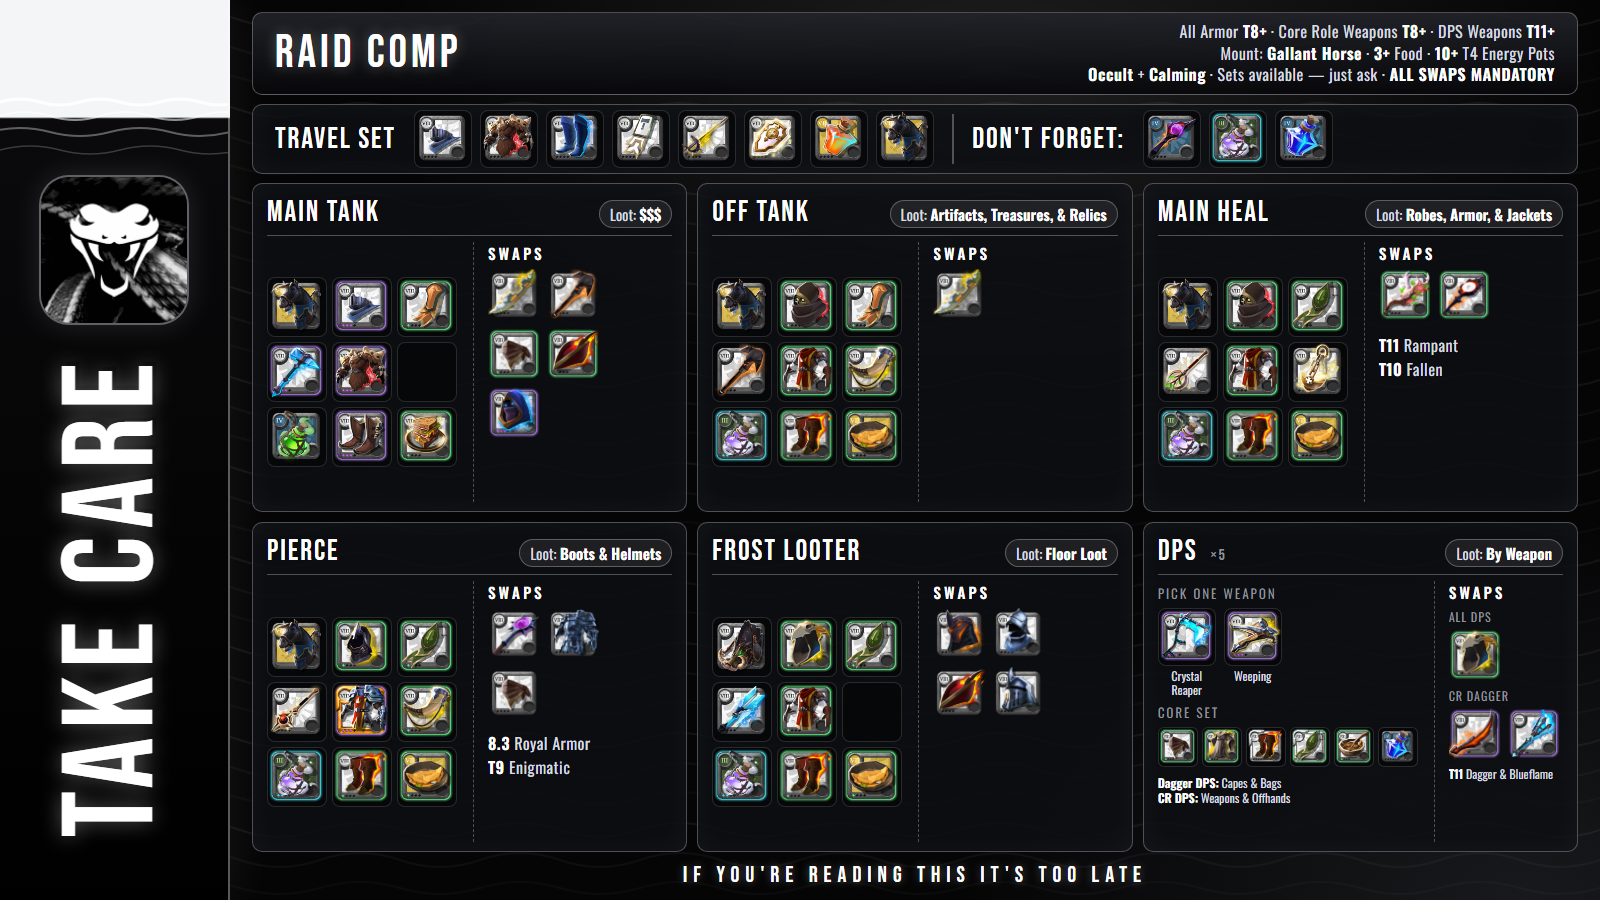 TAKE CARE
RAID COMP
All Armor T8+ · Core Role Weapons T8+ · DPS Weapons T11+
Mount: Gallant Horse · 3+ Food · 10+ T4 Energy Pots
Occult + Calming · Sets available — just ask · ALL SWAPS MANDATORY
TRAVEL SET
DON'T FORGET:
MAIN TANK
Loot: $$$
SWAPS
OFF TANK
Loot: Artifacts, Treasures, & Relics
SWAPS
MAIN HEAL
Loot: Robes, Armor, & Jackets
SWAPS
T11 Rampant
T10 Fallen
PIERCE
Loot: Boots & Helmets
SWAPS
8.3 Royal Armor
T9 Enigmatic
FROST LOOTER
Loot: Floor Loot
SWAPS
DPS ×5
Loot: By Weapon
PICK ONE WEAPON
Crystal
Reaper
Weeping
CORE SET
Dagger DPS: Capes & Bags
CR DPS: Weapons & Offhands
SWAPS
ALL DPS
CR DAGGER
T11 Dagger & Blueflame
IF YOU'RE READING THIS IT'S TOO LATE